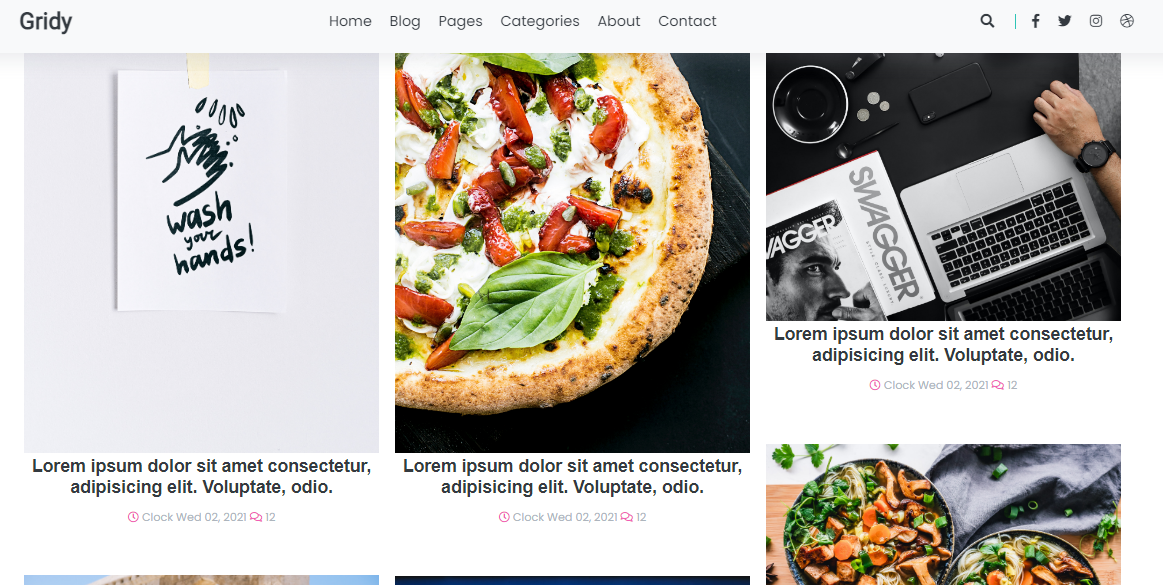 Gridy
Home Blog Pages Categories About Contact
wash
your
hands!
SWAGGER
WAGGER
Lorem ipsum dolor sit amet consectetur,
adipisicing elit. Voluptate, odio.
Clock Wed 02, 2021 12
Lorem ipsum dolor sit amet consectetur,
adipisicing elit. Voluptate, odio.
Clock Wed 02, 2021 12
Lorem ipsum dolor sit amet consectetur,
adipisicing elit. Voluptate, odio.
Clock Wed 02, 2021 12